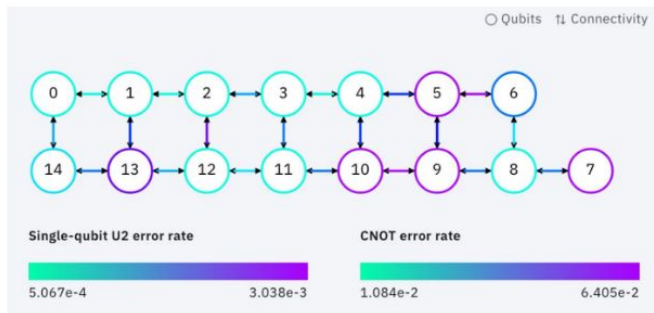 Qubits Connectivity
0 1 2 3 4 5 6
14 13 12 11 10 9 8 7
Single-qubit U2 error rate CNOT error rate
5.067e-4 3.038e-3 1.084e-2 6.405e-2